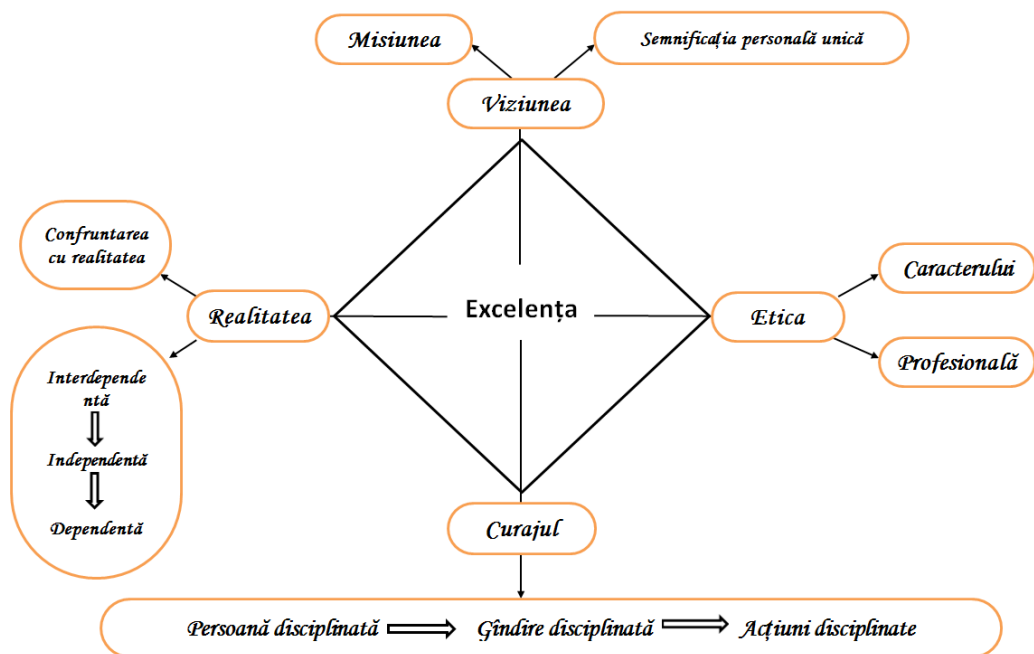 Misiunea
Semnificația personală unică
Viziunea
Confruntarea
cu realitatea
Caracterului
Realitatea
Excelența
Etica
Profesională
Interdepende
ntă
Independentă
Dependentă
Curajul
Persoană disciplinată Gîndire disciplinată Acțiuni disciplinate